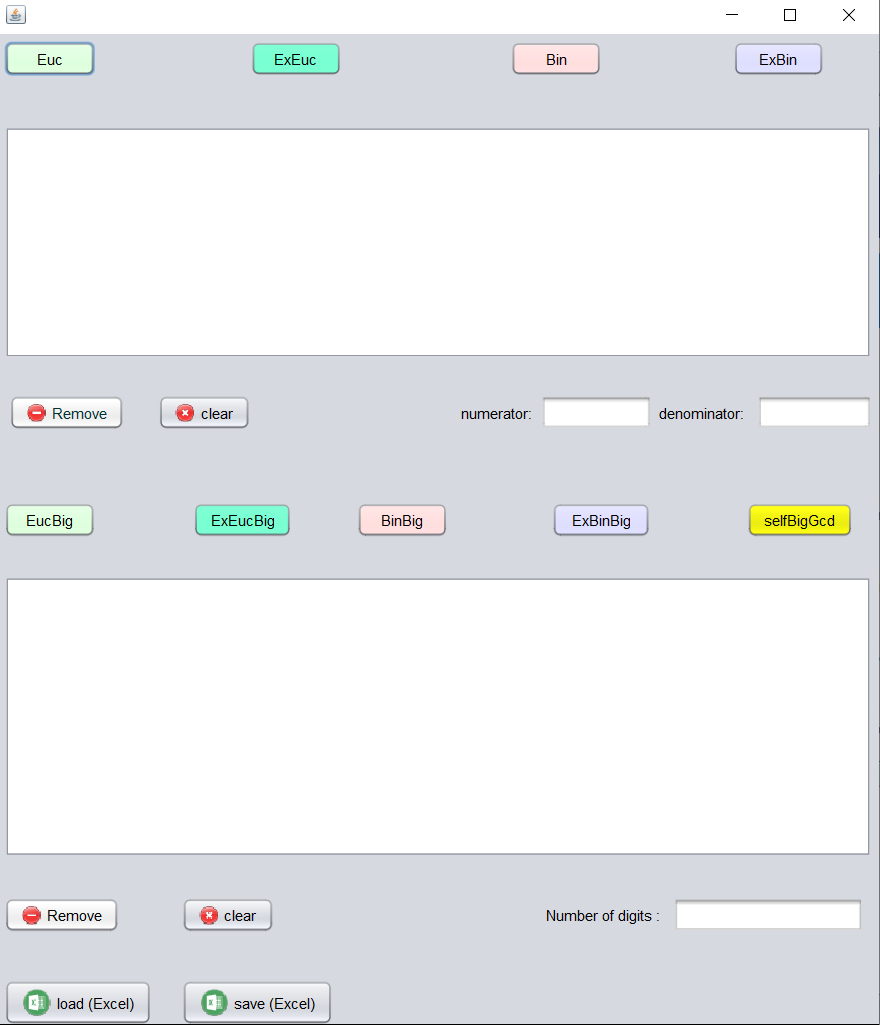 Euc ExEuc Bin ExBin
Remove clear numerator: denominator:
EucBig ExEucBig BinBig ExBinBig selfBigGcd
Remove clear Number of digits :
load (Excel) save (Excel)